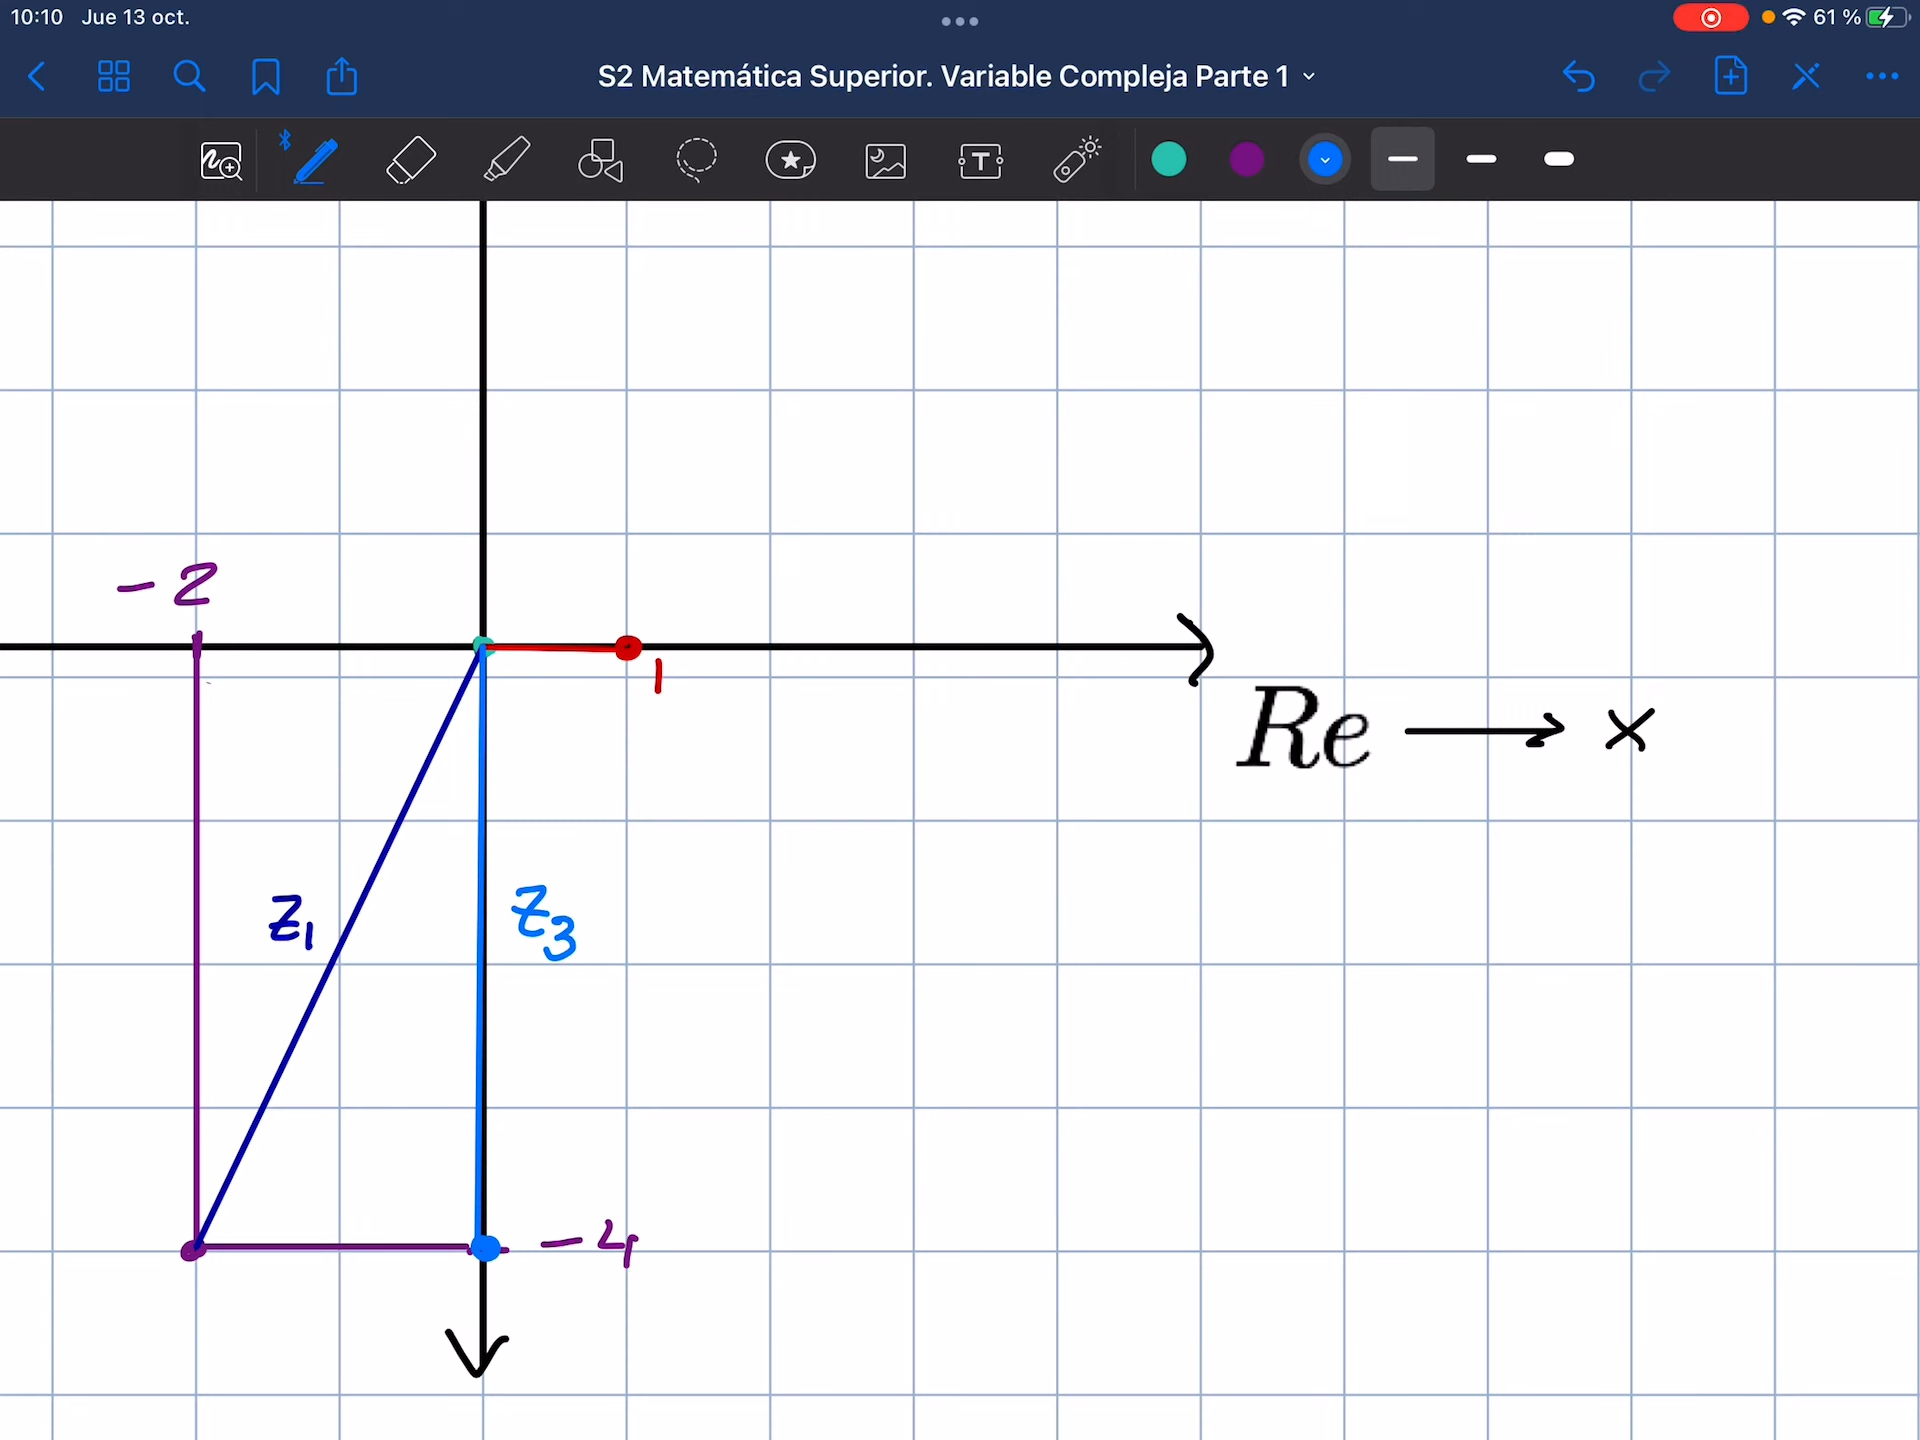 10:10 Jue 13 oct.
61 %
S2 Matemática Superior. Variable Compleja Parte 1
T
-2
1
Re → x
z1
z3
-4